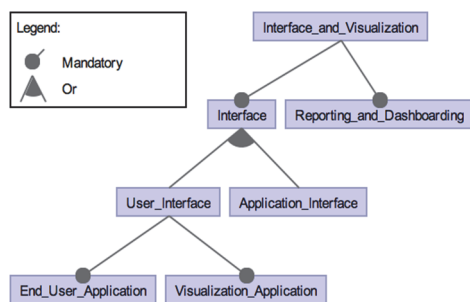 Legend:
Mandatory
Or
Interface_and_Visualization
Interface
Reporting_and_Dashboarding
User_Interface
Application_Interface
End_User_Application
Visualization_Application